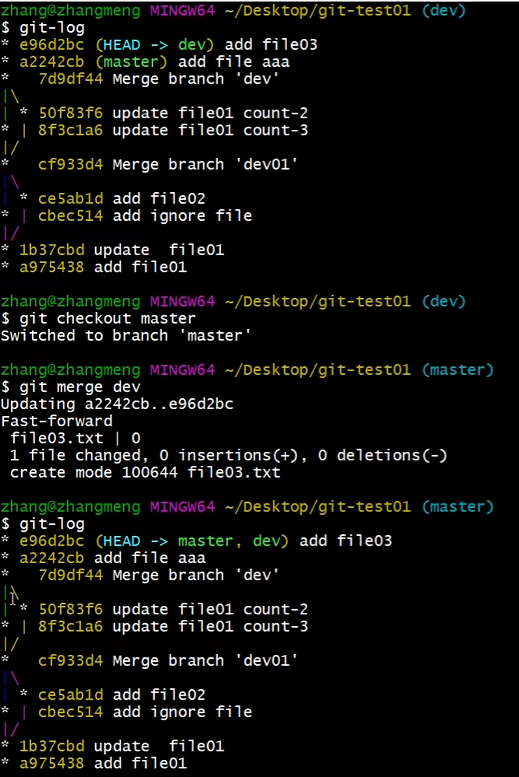 zhang@zhangmeng MINGW64 ~/Desktop/git-test01 (dev)
$ git-log
* e96d2bc (HEAD -> dev) add file03
* a2242cb (master) add file aaa
*   7d9df44 Merge branch 'dev'
|\
| * 50f83f6 update file01 count-2
* | 8f3c1a6 update file01 count-3
|/
*   cf933d4 Merge branch 'dev01'
|\
| * ce5ab1d add file02
* | cbec514 add ignore file
|/
* 1b37cbd update  file01
* a975438 add file01

zhang@zhangmeng MINGW64 ~/Desktop/git-test01 (dev)
$ git checkout master
Switched to branch 'master'

zhang@zhangmeng MINGW64 ~/Desktop/git-test01 (master)
$ git merge dev
Updating a2242cb..e96d2bc
Fast-forward
 file03.txt | 0
 1 file changed, 0 insertions(+), 0 deletions(-)
 create mode 100644 file03.txt

zhang@zhangmeng MINGW64 ~/Desktop/git-test01 (master)
$ git-log
* e96d2bc (HEAD -> master, dev) add file03
* a2242cb add file aaa
*   7d9df44 Merge branch 'dev'
|\
| * 50f83f6 update file01 count-2
* | 8f3c1a6 update file01 count-3
|/
*   cf933d4 Merge branch 'dev01'
|\
| * ce5ab1d add file02
* | cbec514 add ignore file
|/
* 1b37cbd update  file01
* a975438 add file01